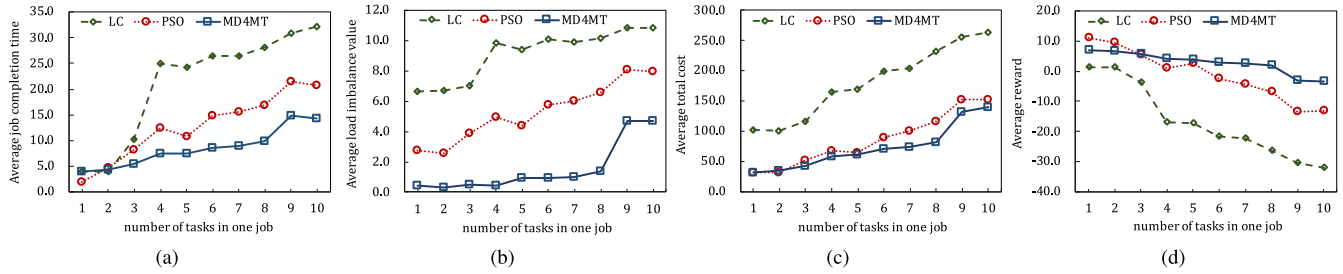 LC PSO MD4MT
35.0
30.0
25.0
20.0
15.0
10.0
5.0
0.0
Average job completion time
1 2 3 4 5 6 7 8 9 10
number of tasks in one job
(a)
LC PSO MD4MT
12.0
10.0
8.0
6.0
4.0
2.0
0.0
Average load imbalance value
1 2 3 4 5 6 7 8 9 10
number of tasks in one job
(b)
LC PSO MD4MT
300.0
250.0
200.0
150.0
100.0
50.0
0.0
Average total cost
1 2 3 4 5 6 7 8 9 10
number of tasks in one job
(c)
LC PSO MD4MT
20.0
10.0
0.0
-10.0
-20.0
-30.0
-40.0
Average reward
1 2 3 4 5 6 7 8 9 10
number of tasks in one job
(d)